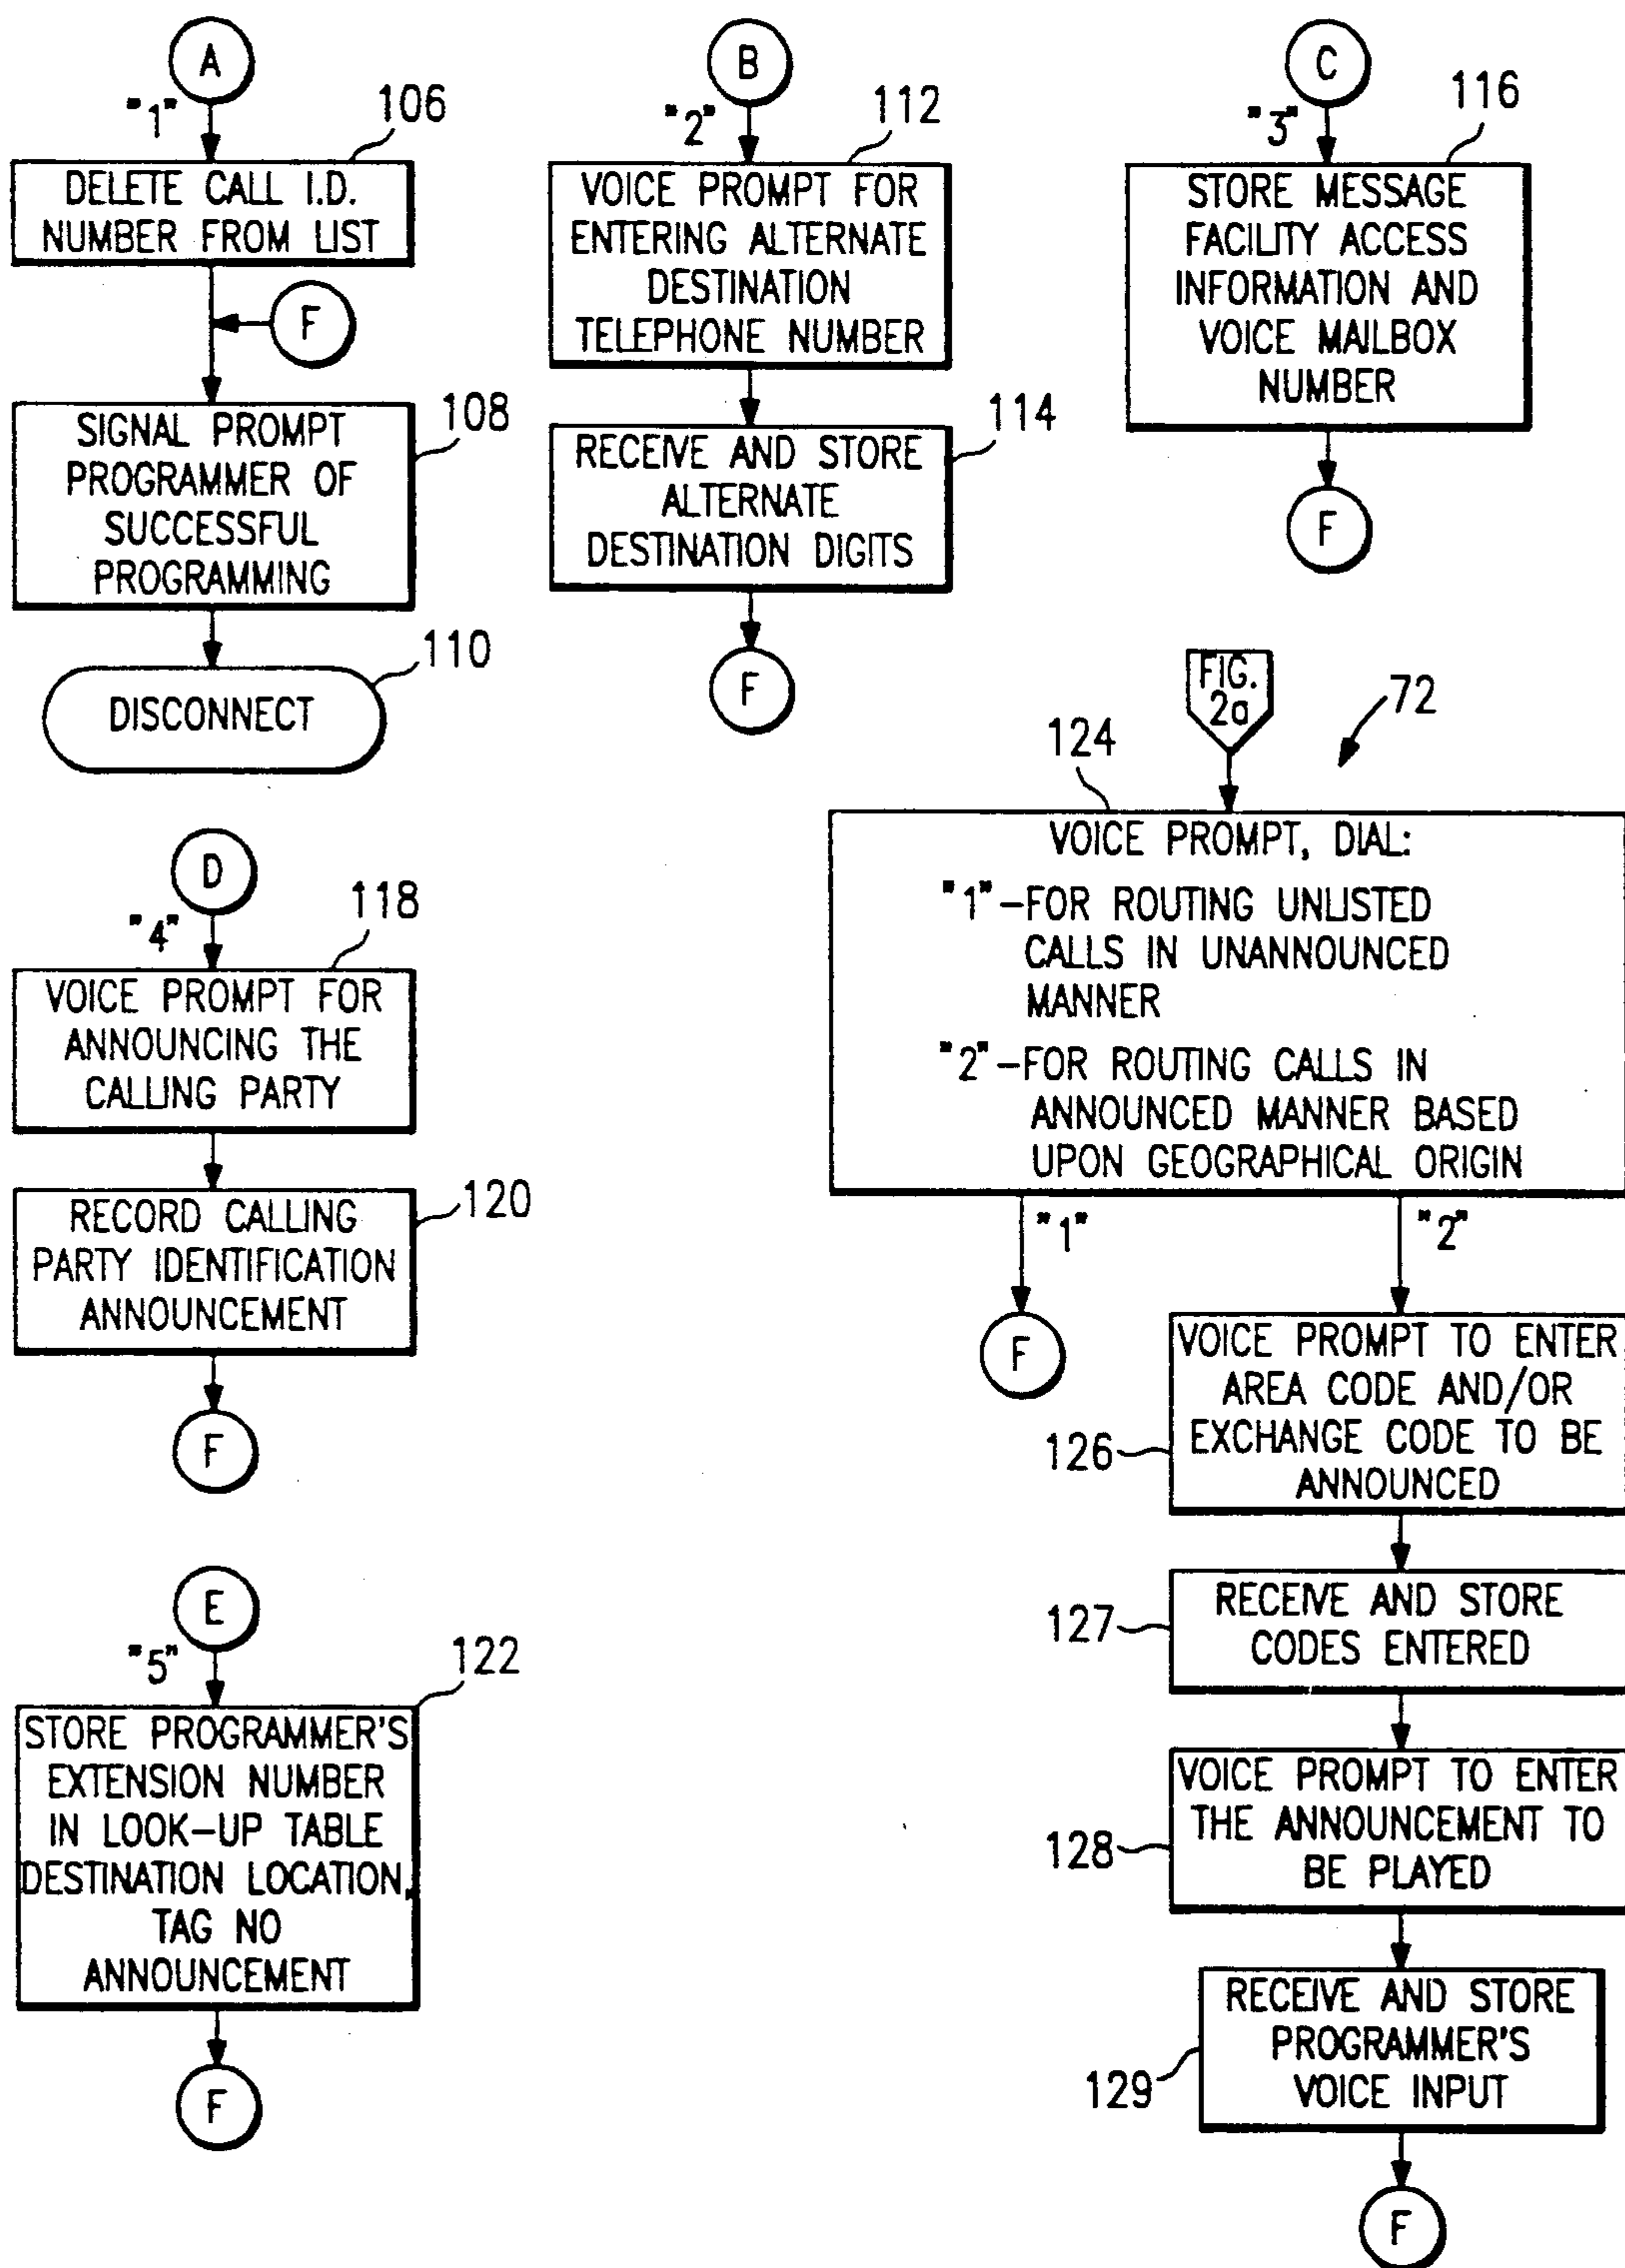 A
"1"
106
DELETE CALL I.D.
NUMBER FROM LIST
F
SIGNAL PROMPT
PROGRAMMER OF
SUCCESSFUL
PROGRAMMING
108
DISCONNECT
110
B
"2"
112
VOICE PROMPT FOR
ENTERING ALTERNATE
DESTINATION
TELEPHONE NUMBER
114
RECEIVE AND STORE
ALTERNATE
DESTINATION DIGITS
F
C
"3"
116
STORE MESSAGE
FACILITY ACCESS
INFORMATION AND
VOICE MAILBOX
NUMBER
F
D
"4"
118
VOICE PROMPT FOR
ANNOUNCING THE
CALLING PARTY
120
RECORD CALLING
PARTY IDENTIFICATION
ANNOUNCEMENT
F
E
"5"
122
STORE PROGRAMMER'S
EXTENSION NUMBER
IN LOOK-UP TABLE
DESTINATION LOCATION,
TAG NO
ANNOUNCEMENT
F
FIG.
2a
72
124
VOICE PROMPT, DIAL:
"1"-FOR ROUTING UNLISTED
CALLS IN UNANNOUNCED
MANNER
"2"-FOR ROUTING CALLS IN
ANNOUNCED MANNER BASED
UPON GEOGRAPHICAL ORIGIN
"1"
"2"
F
VOICE PROMPT TO ENTER
AREA CODE AND/OR
EXCHANGE CODE TO BE
ANNOUNCED
126
RECEIVE AND STORE
CODES ENTERED
127
VOICE PROMPT TO ENTER
THE ANNOUNCEMENT TO
BE PLAYED
128
RECEIVE AND STORE
PROGRAMMER'S
VOICE INPUT
129
F